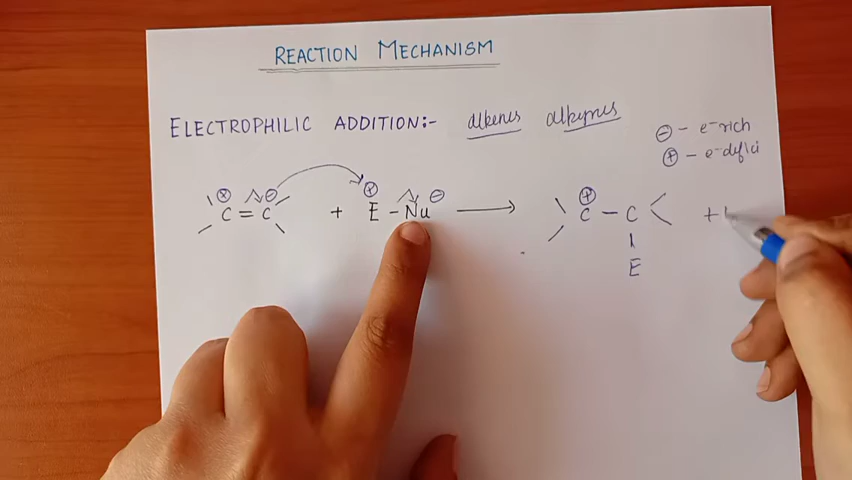 REACTION MECHANISM
ELECTROPHILIC ADDITION:- alkenes alkynes
⊖ - e⁻rich
⊕ - e⁻defici
⊕ ⊖ ⊕ ⊖
C = C + E - Nu → C - C +
⊕
E